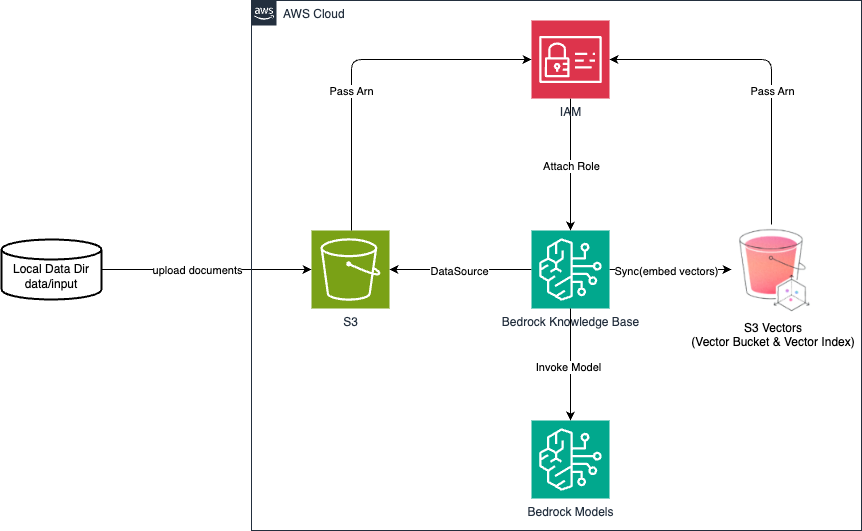 aws
AWS Cloud
Pass Arn
IAM
Pass Arn
Attach Role
Local Data Dir
data/input
upload documents
DataSource
Sync(embed vectors)
S3
Bedrock Knowledge Base
S3 Vectors
(Vector Bucket & Vector Index)
Invoke Model
Bedrock Models